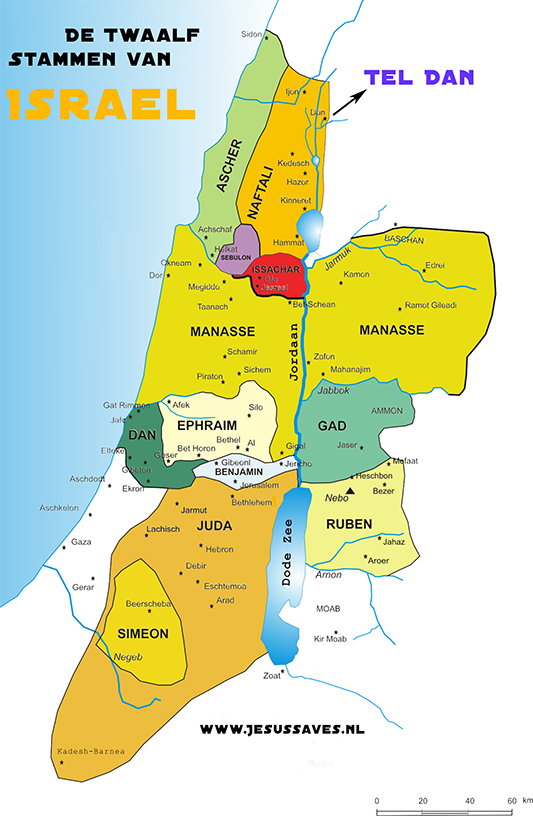 DE TWAALF
STAMMEN VAN
ISRAEL
TEL DAN
Sidon
Ijon
Dan
ASCHER
NAFTALI
Kedesch
Hazor
Kinneret
Achschaf
Hammat
Helkat
SEBULON
BASCHAN
Okneam
ISSACHAR
Jarmuk
Edrei
Dor
Megiddo
Jesreel
Kamon
Taanach
Bet Schean
Ramot Gileadi
MANASSE
MANASSE
Jordaan
Schamir
Zafon
Piraton
Sichem
Mahanajim
Jabbok
Gat Rimmon
Afek
Silo
AMMON
Jafo
EPHRAIM
GAD
DAN
Bethel
Al
Jaser
Elteke
Geser
Bet Horon
Gilgal
Gibeton
Gibeon
Jericho
Mefaat
BENJAMIN
Heschbon
Aschdod
Ekron
Jerusalem
Bezer
Bethlehem
Nebo
Aschkelon
Jarmut
JUDA
RUBEN
Lachisch
Dode Zee
Gaza
Hebron
Jahaz
Debir
Aroer
Gerar
Eschtemoa
Arnon
Beerscheba
Arad
MOAB
SIMEON
Kir Moab
Negeb
Zoat
WWW.JESUSSAVES.NL
Kadesh-Barnea
0 20 40 60 km